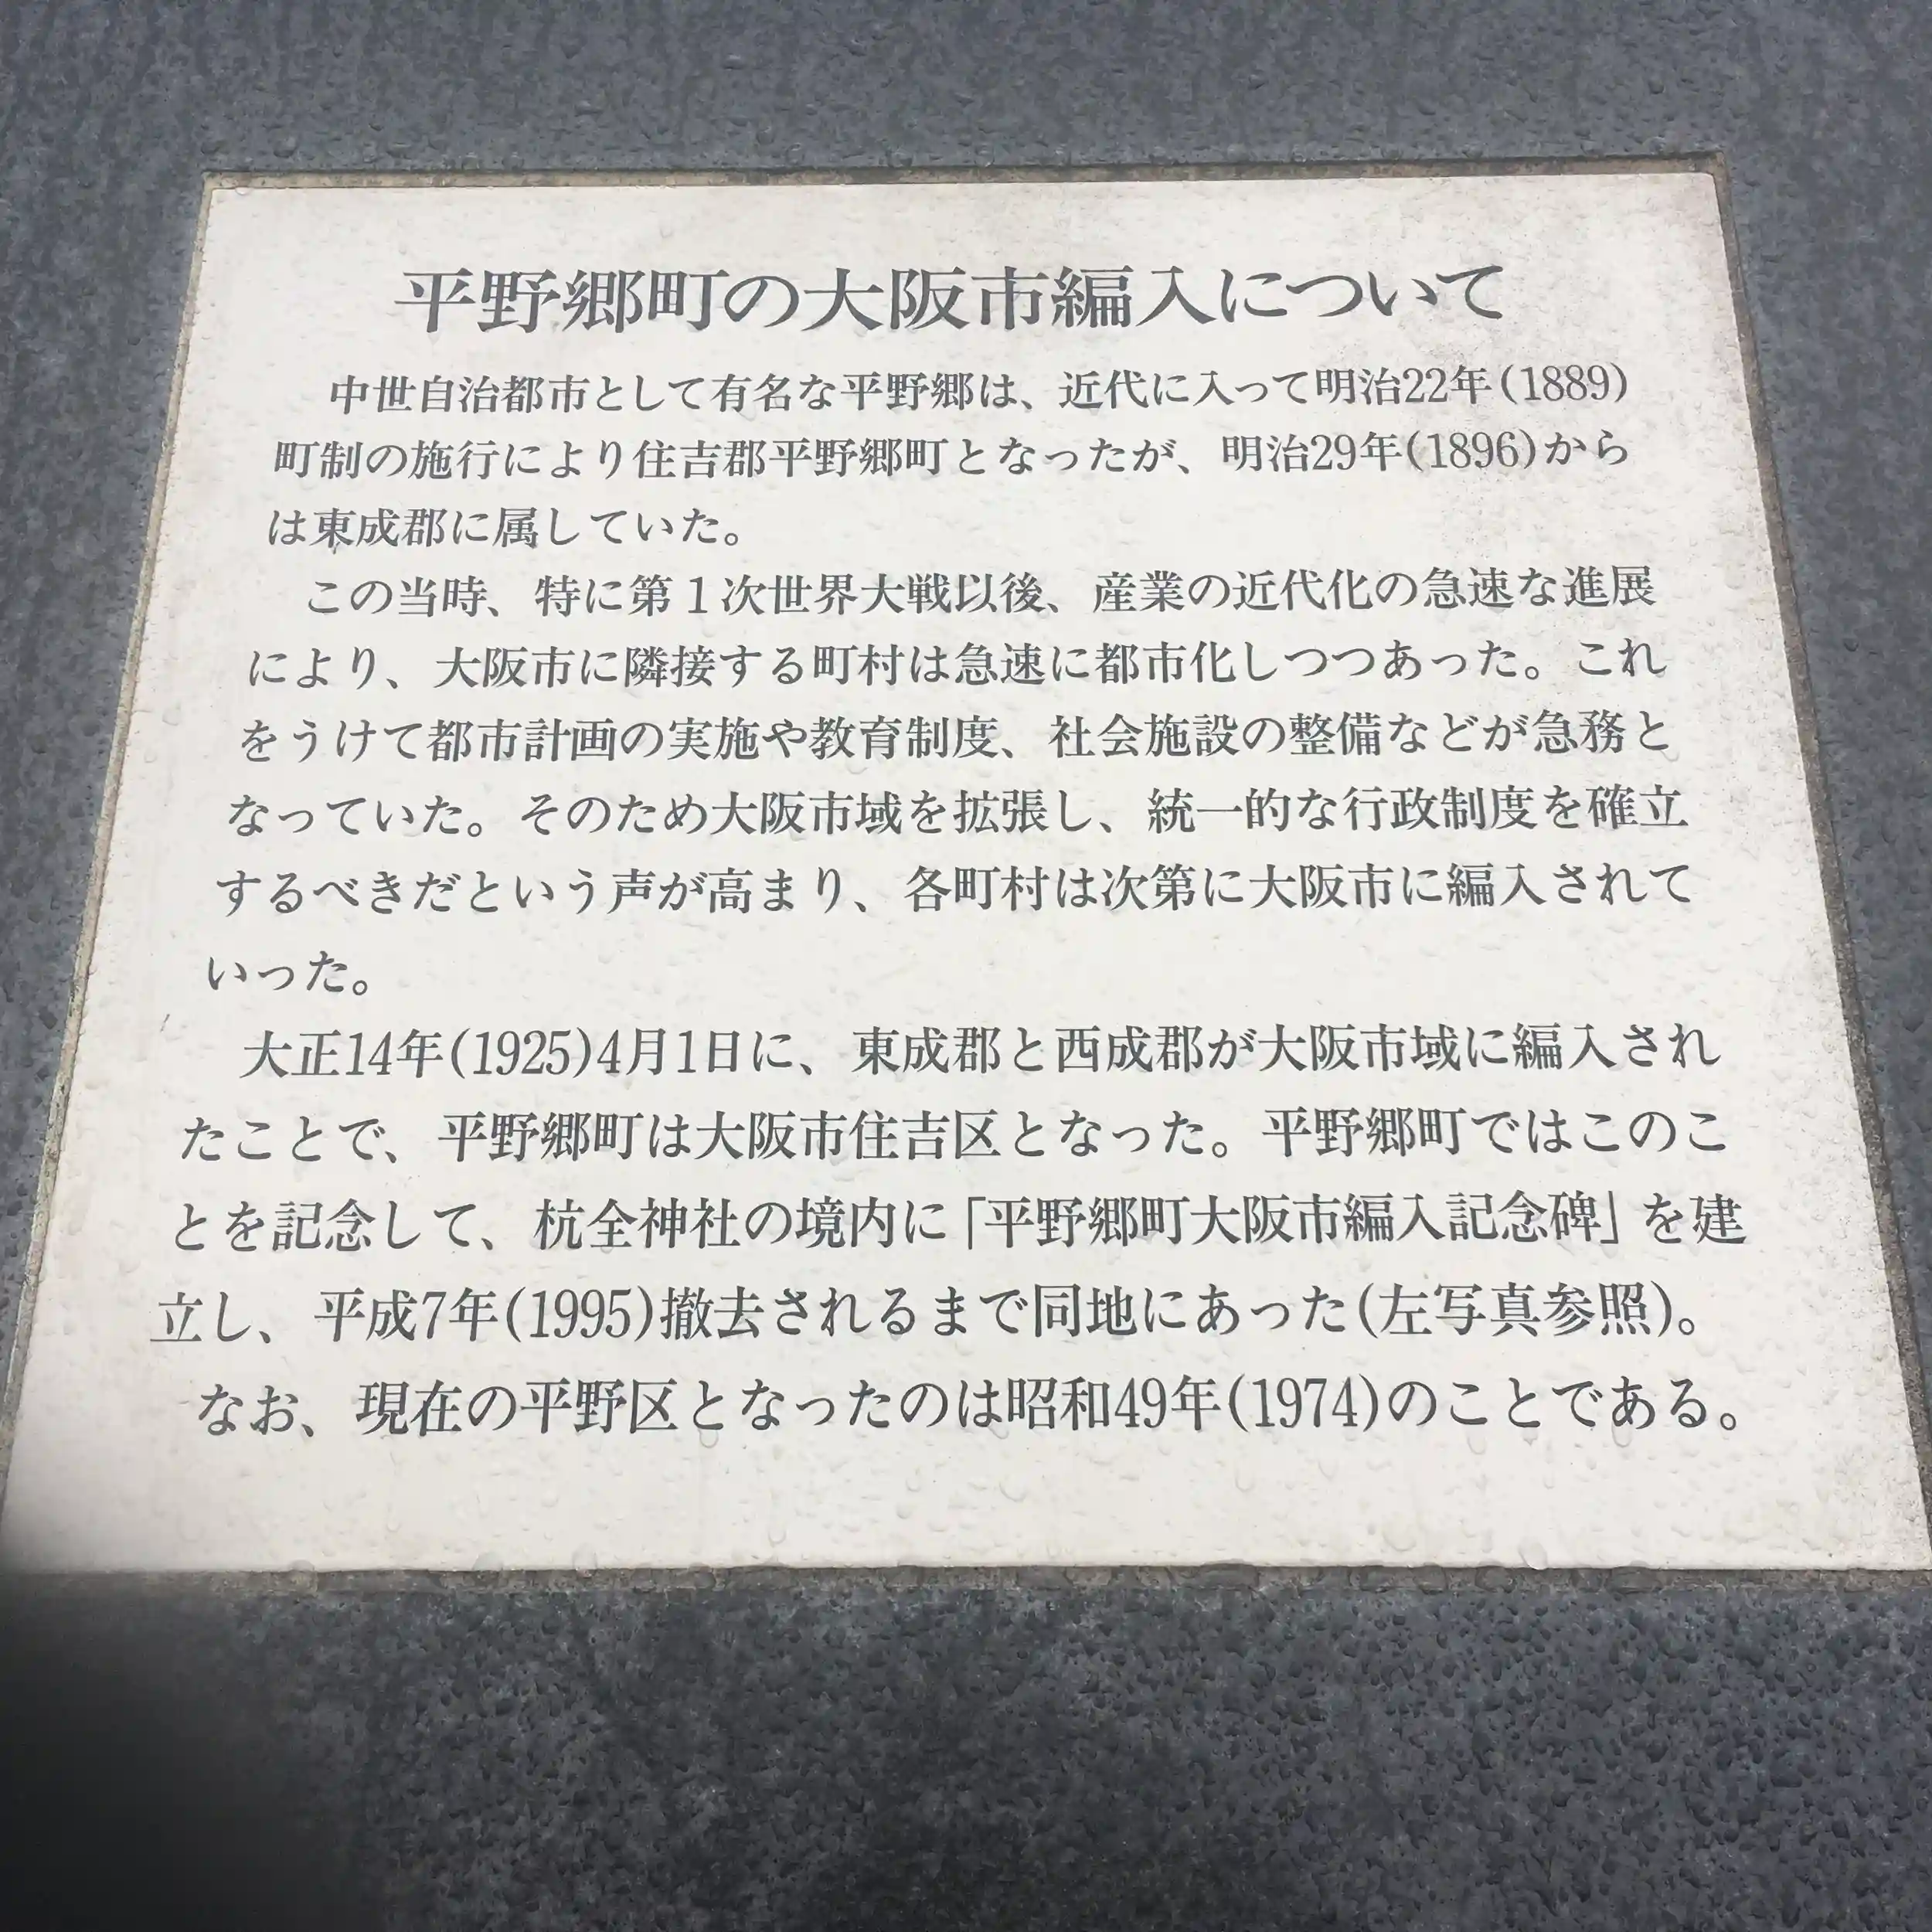 平野郷町の大阪市編入について
中世自治都市として有名な平野郷は、近代に入って明治22年(1889)
町制の施行により住吉郡平野郷町となったが、明治29年(1896)から
は東成郡に属していた。
この当時、特に第1次世界大戦以後、産業の近代化の急速な進展
により、大阪市に隣接する町村は急速に都市化しつつあった。これ
をうけて都市計画の実施や教育制度、社会施設の整備などが急務と
なっていた。そのため大阪市域を拡張し、統一的な行政制度を確立
するべきだという声が高まり、各町村は次第に大阪市に編入されて
いった。
大正14年(1925)4月1日に、東成郡と西成郡が大阪市域に編入され
たことで、平野郷町は大阪市住吉区となった。平野郷町ではこのこ
とを記念して、杭全神社の境内に「平野郷町大阪市編入記念碑」を建
立し、平成7年(1995)撤去されるまで同地にあった(左写真参照)。
なお、現在の平野区となったのは昭和49年(1974)のことである。